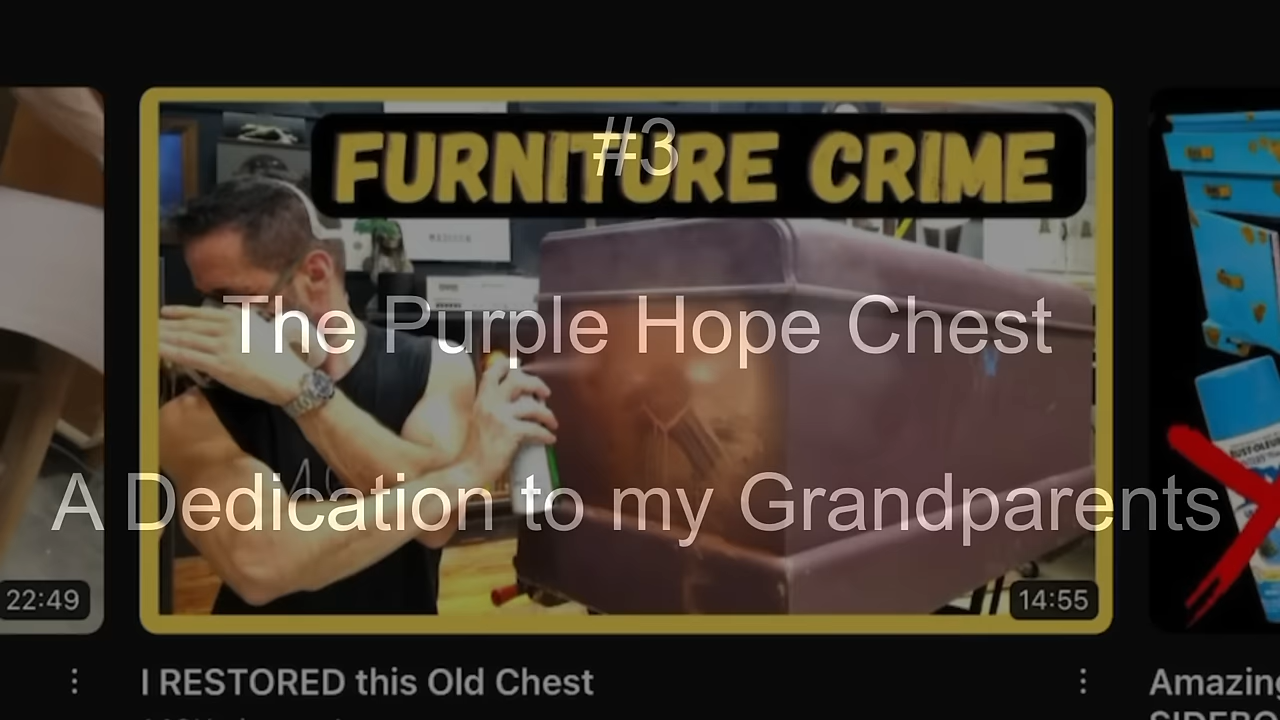 #3
FURNITURE CRIME
The Purple Hope Chest
A Dedication to my Grandparents
22:49
14:55
I RESTORED this Old Chest
Amazing